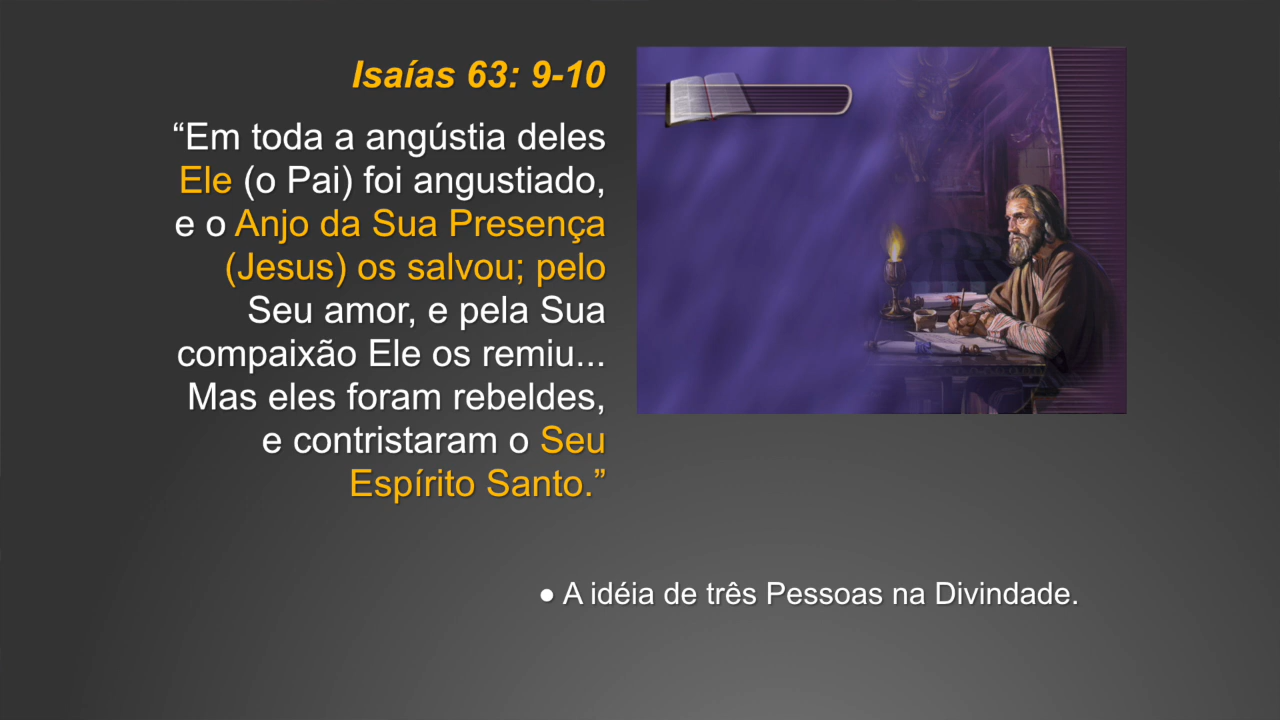 Isaías 63: 9-10
“Em toda a angústia deles
Ele (o Pai) foi angustiado,
e o Anjo da Sua Presença
(Jesus) os salvou; pelo
Seu amor, e pela Sua
compaixão Ele os remiu...
Mas eles foram rebeldes,
e contristaram o Seu
Espírito Santo.”
● A idéia de três Pessoas na Divindade.